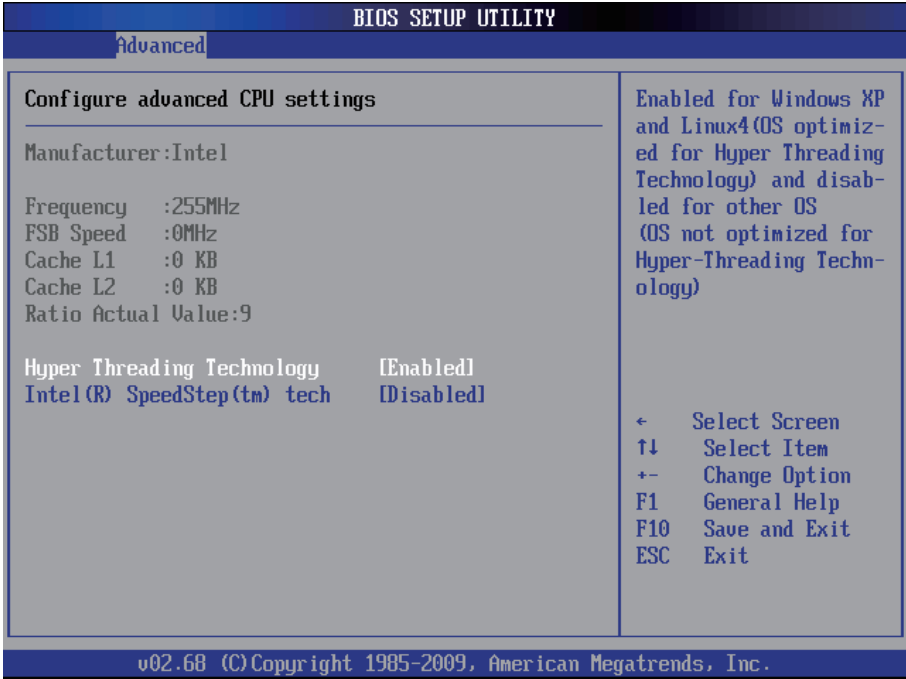 BIOS SETUP UTILITY
Advanced
Configure advanced CPU settings
Manufacturer:Intel
Frequency :255MHz
FSB Speed :0MHz
Cache L1 :0 KB
Cache L2 :0 KB
Ratio Actual Value:9
Hyper Threading Technology [Enabled]
Intel(R) SpeedStep(tm) tech [Disabled]
Enabled for Windows XP
and Linux4(OS optimiz-
ed for Hyper Threading
Technology) and disab-
led for other OS
(OS not optimized for
Hyper-Threading Techn-
ology)
← Select Screen
↑↓ Select Item
+- Change Option
F1 General Help
F10 Save and Exit
ESC Exit
v02.68 (C)Copyright 1985-2009, American Megatrends, Inc.